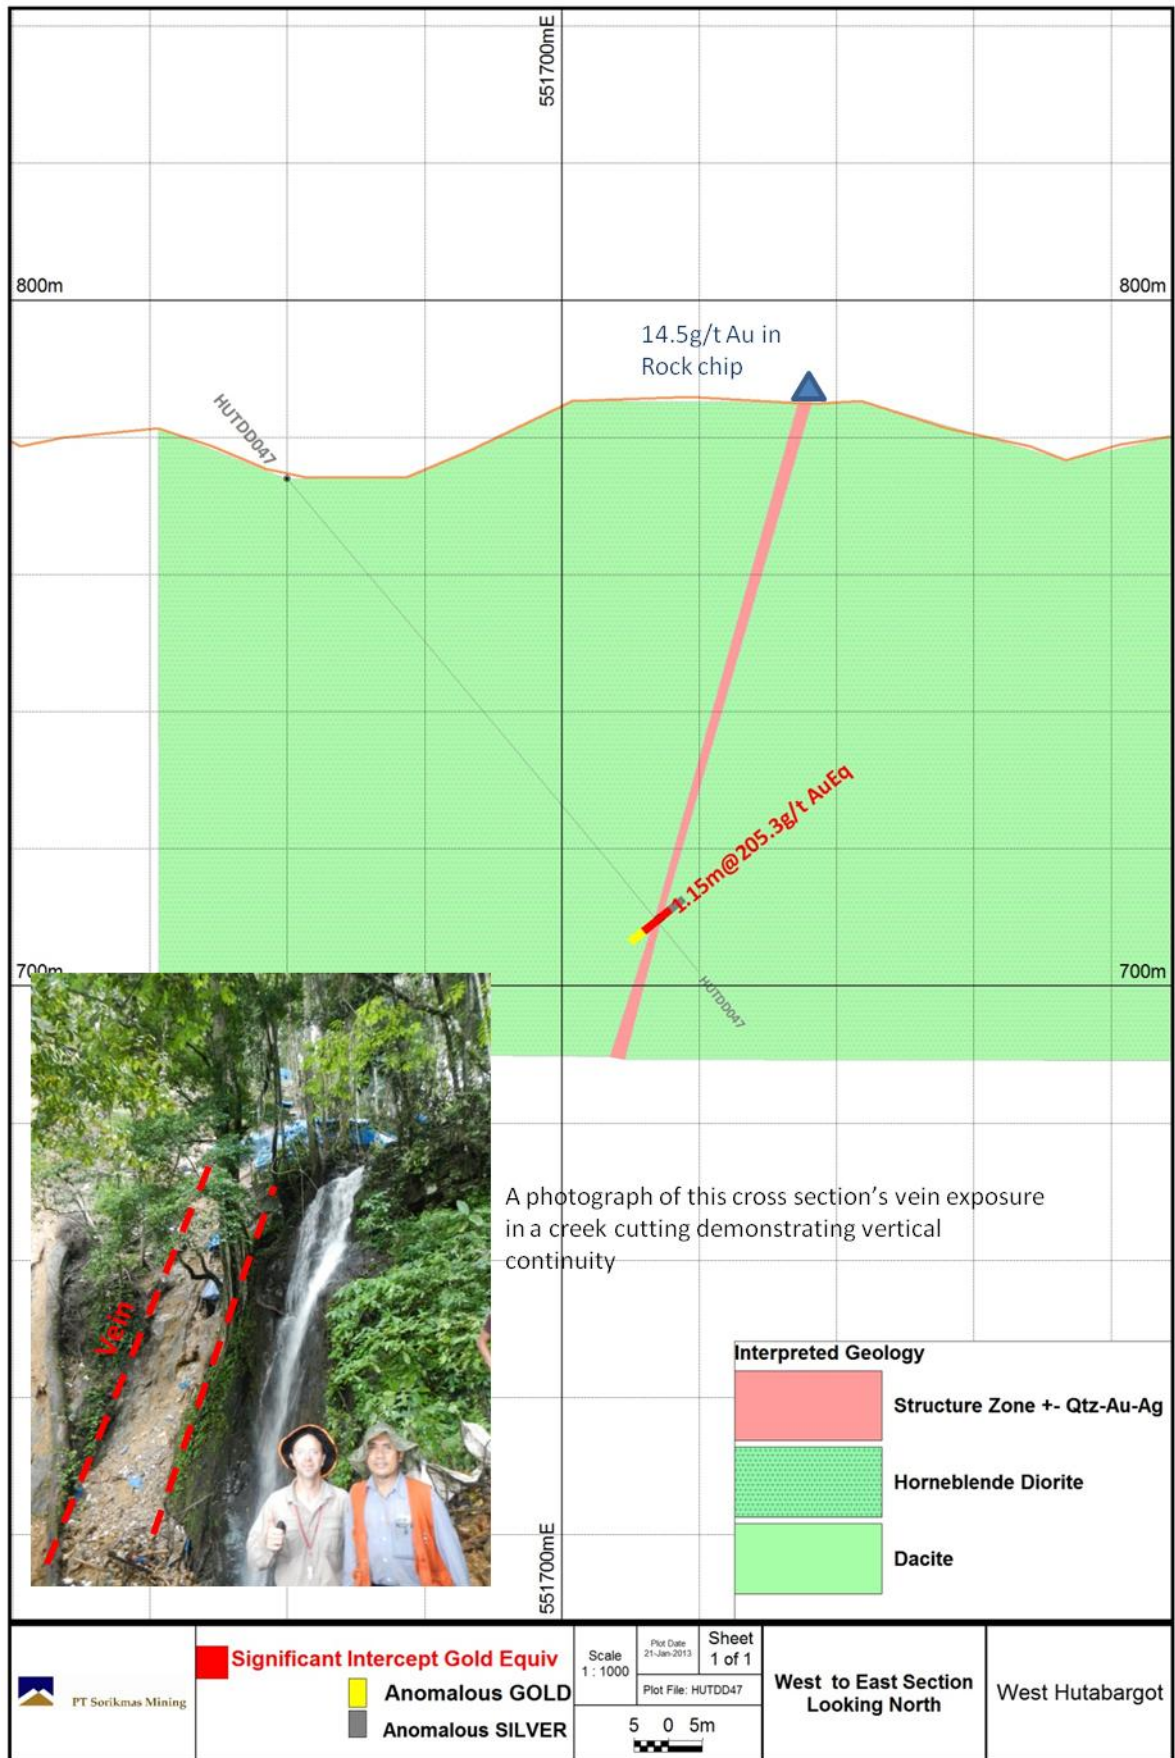 551700mE
800m
800m
14.5g/t Au in
Rock chip
HUTDD047
1.15m@205.3g/t AuEq
700m
700m
HUTDD047
A photograph of this cross section's vein exposure
in a creek cutting demonstrating vertical
continuity
Vein
551700mE
Interpreted Geology
Structure Zone +- Qtz-Au-Ag
Horneblende Diorite
Dacite
PT Sorikmas Mining
Significant Intercept Gold Equiv
Anomalous GOLD
Anomalous SILVER
Scale
1 : 1000
Plot Date
21-Jan-2013
Sheet
1 of 1
Plot File: HUTDD47
5 0 5m
West to East Section
Looking North
West Hutabargot